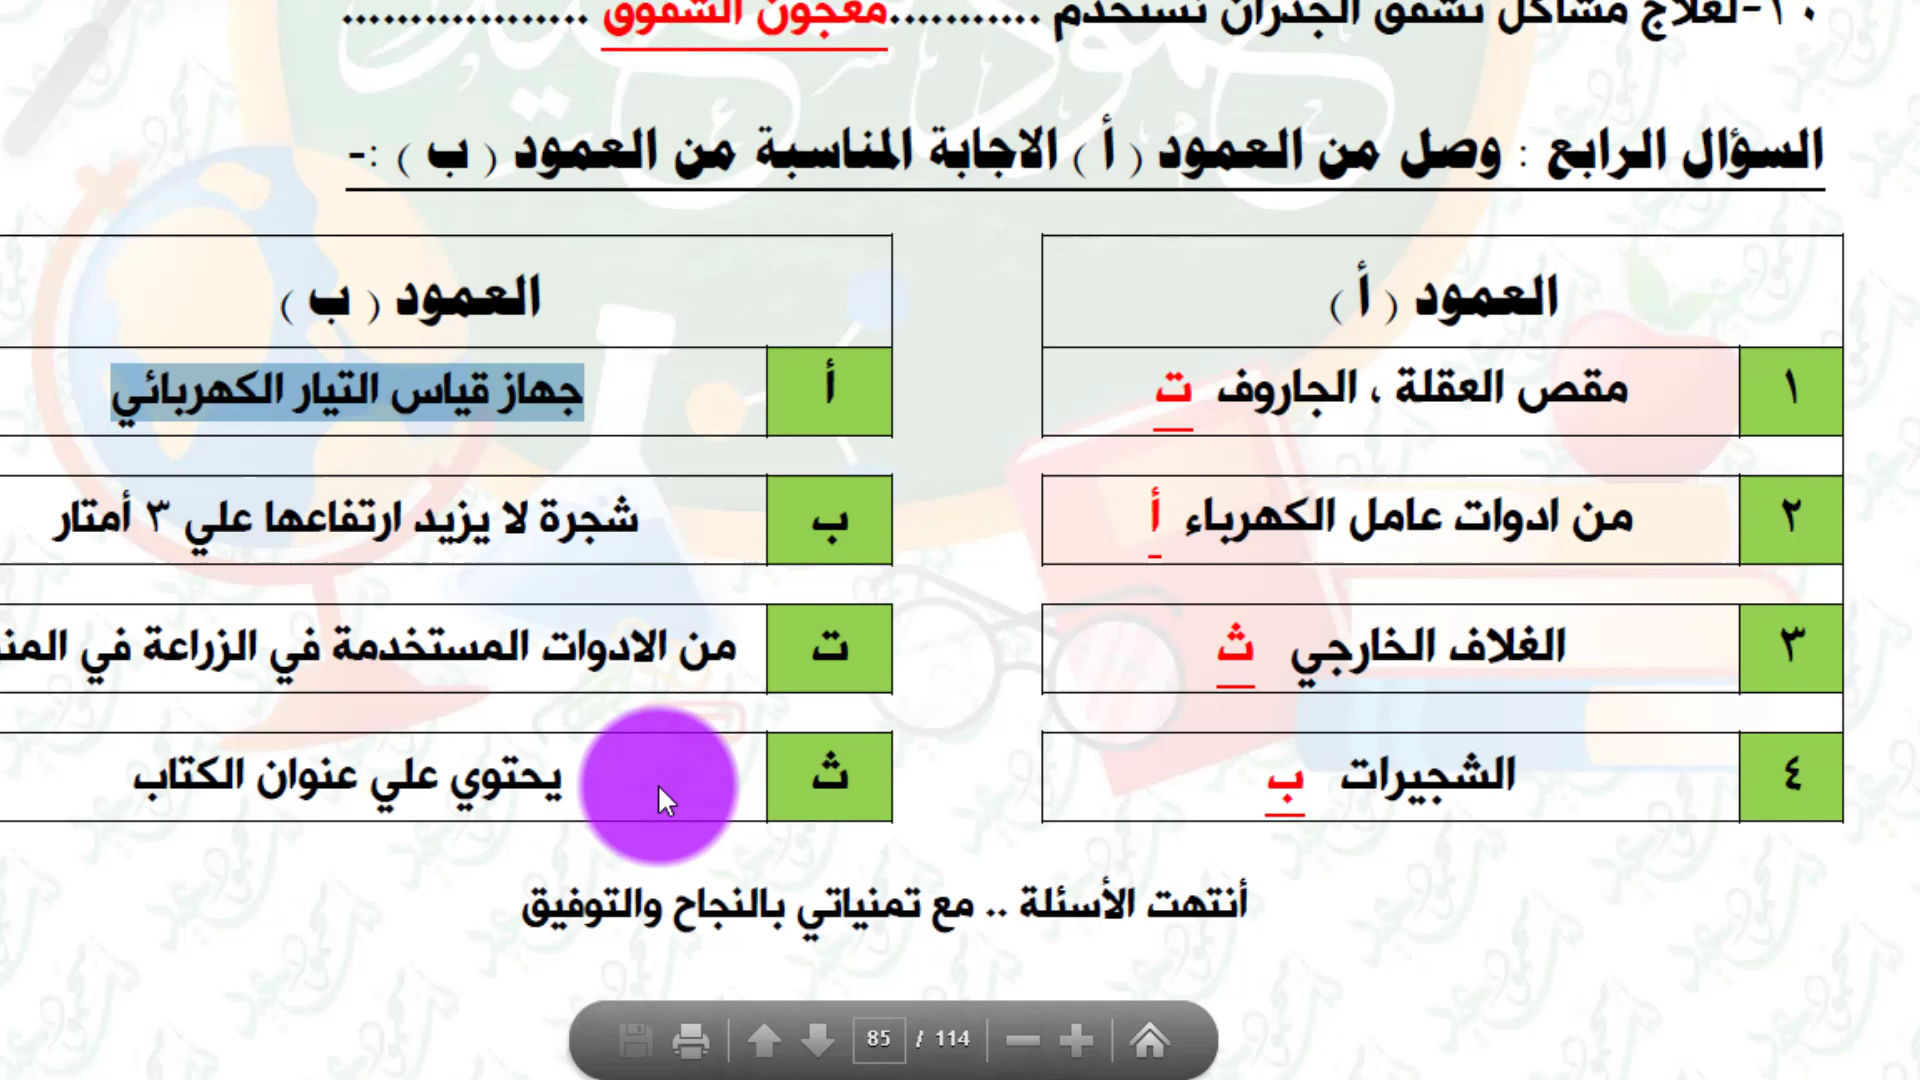 ١٠-لعلاج مشاكل تشقق الجدران نستخدم ...........معجون الشقوق ..................
السؤال الرابع : وصل من العمود ( أ ) الاجابة المناسبة من العمود ( ب ) :-
العمود ( أ )
العمود ( ب )
١ مقص العقلة ، الجاروف ت
أ جهاز قياس التيار الكهربائي
٢ من ادوات عامل الكهرباء أ
ب شجرة لا يزيد ارتفاعها علي ٣ أمتار
٣ الغلاف الخارجي ث
ت من الادوات المستخدمة في الزراعة في
٤ الشجيرات ب
ث يحتوي علي عنوان الكتاب
أنتهت الأسئلة .. مع تمنياتي بالنجاح والتوفيق
85 / 114